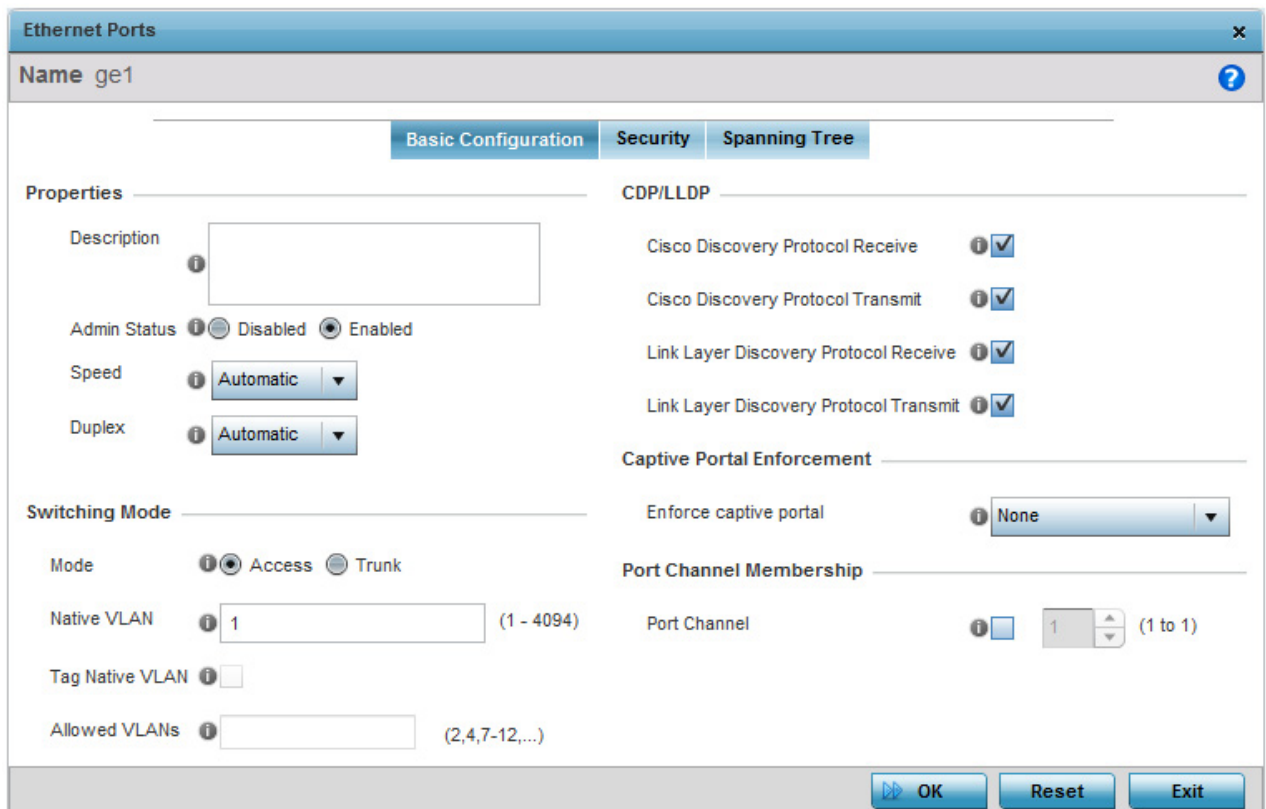 Ethernet Ports
Name ge1
Basic Configuration Security Spanning Tree
Properties
Description
Admin Status Disabled Enabled
Speed Automatic
Duplex Automatic
Switching Mode
Mode Access Trunk
Native VLAN 1 (1 - 4094)
Tag Native VLAN
Allowed VLANs (2,4,7-12,...)
CDP/LLDP
Cisco Discovery Protocol Receive
Cisco Discovery Protocol Transmit
Link Layer Discovery Protocol Receive
Link Layer Discovery Protocol Transmit
Captive Portal Enforcement
Enforce captive portal None
Port Channel Membership
Port Channel 1 (1 to 1)
OK Reset Exit